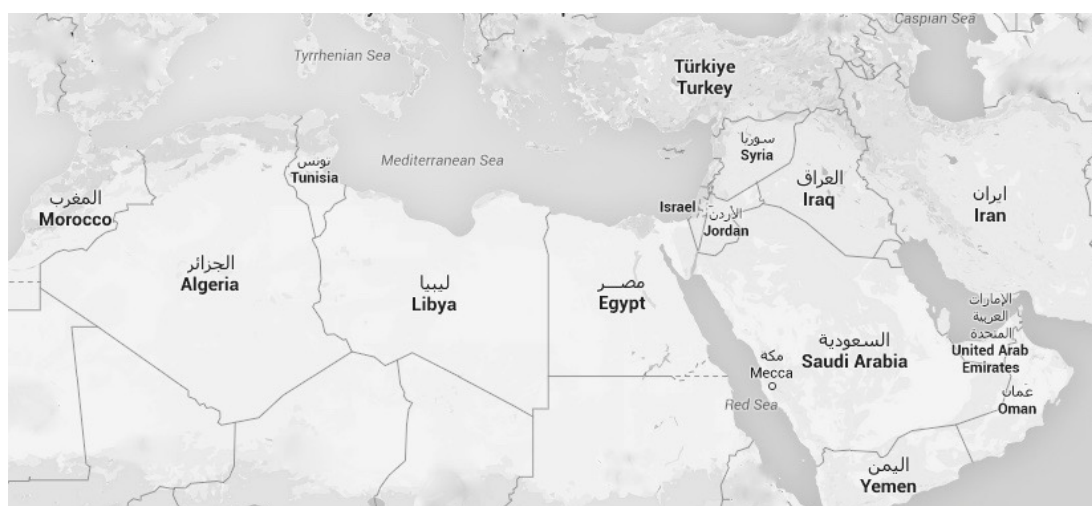 Caspian Sea
Tyrrhenian Sea
Türkiye
Turkey
سوريا
Syria
Mediterranean Sea
تونس
Tunisia
العراق
Iraq
ايران
Iran
المغرب
Morocco
Israel
الأردن
Jordan
الجزائر
Algeria
ليبيا
Libya
مصر
Egypt
الإمارات
العربية
المتحدة
United Arab
Emirates
السعودية
Saudi Arabia
مكة
Mecca
Red Sea
عمان
Oman
اليمن
Yemen